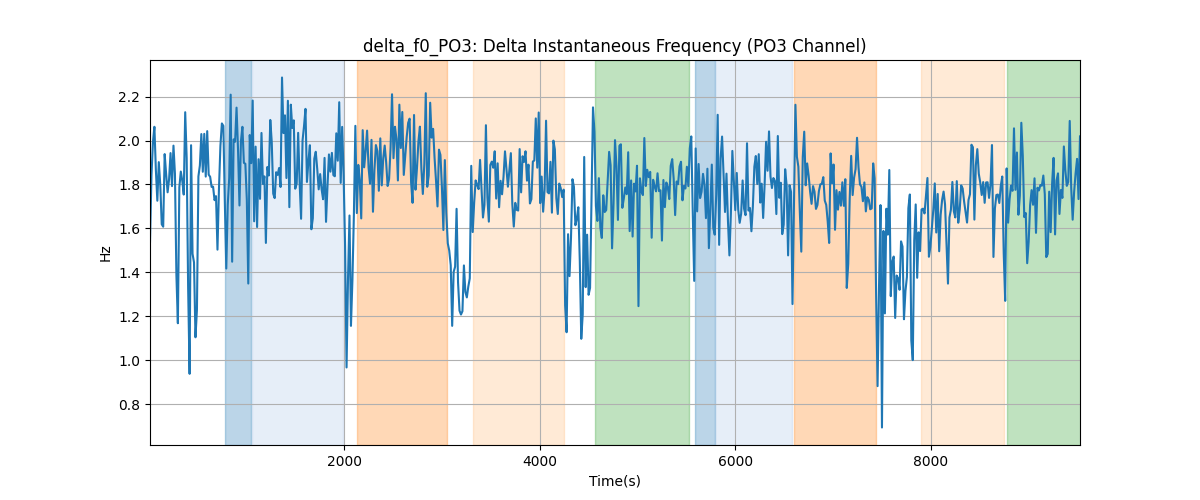 delta_f0_PO3: Delta Instantaneous Frequency (PO3 Channel)
2.2
2.0
1.8
1.6
1.4
1.2
1.0
0.8
Hz
2000 4000 6000 8000
Time(s)